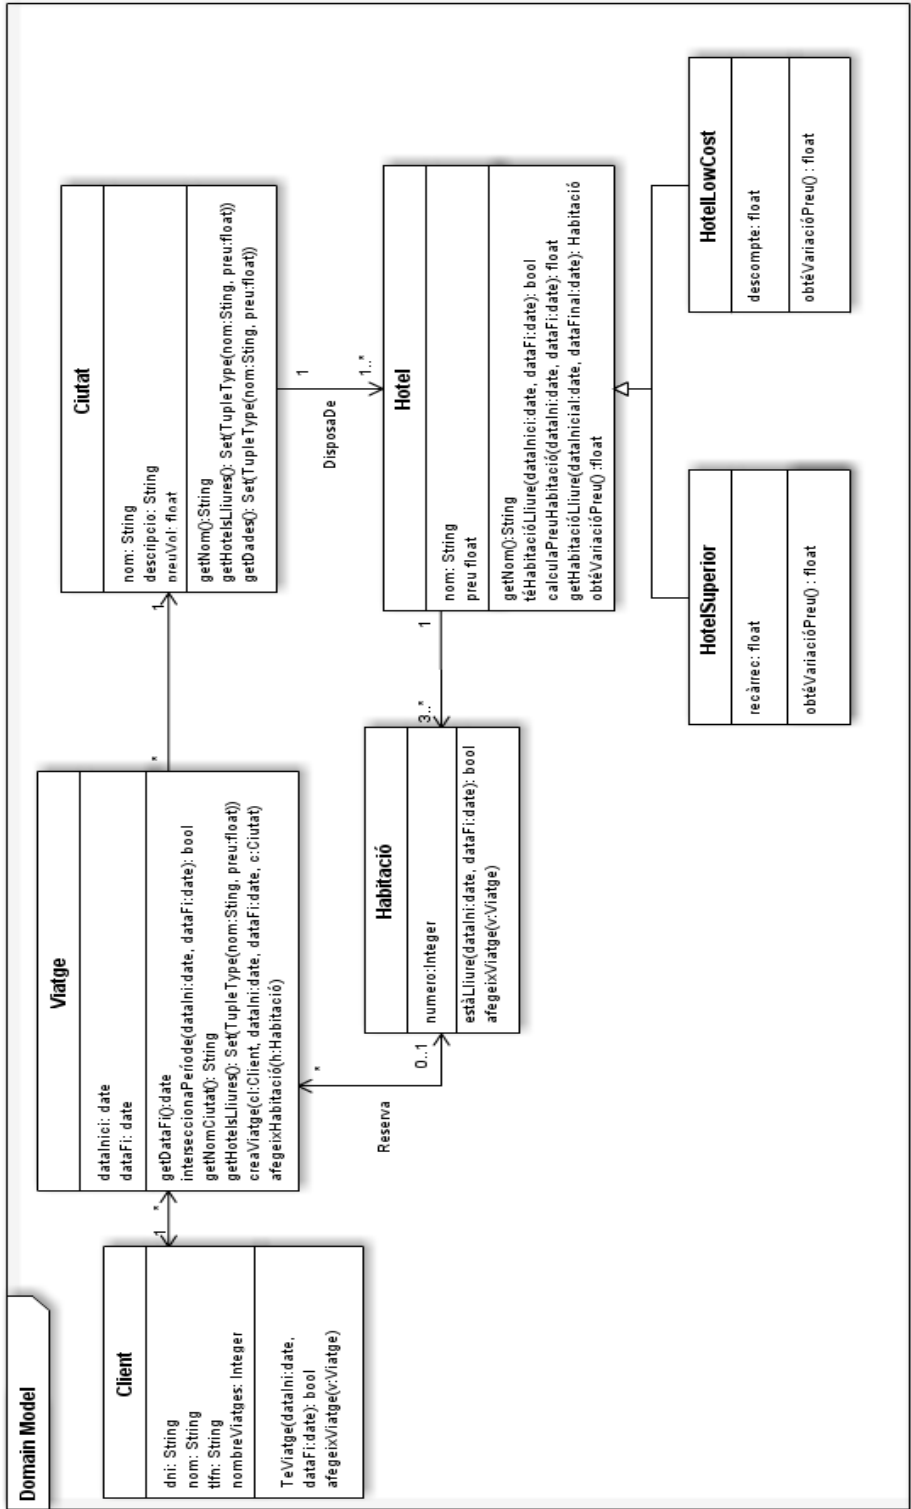 Domain Model
Client
dni: String
nom: String
tlfn: String
nombreViatges: Integer
TeViatge(dataIni:date,
dataFi:date): bool
afegeixViatge(v:Viatge)
1
*
Viatge
dataInici: date
dataFi: date
getDataFi():date
interseccionaPeríode(dataIni:date, dataFi:date): bool
getNomCiutat(): String
getHotelsLliures(): Set(TupleType(nom:Sting, preu:float))
creaViatge(cl:Client, dataIni:date, dataFi:date, c:Ciutat)
afegeixHabitació(h:Habitació)
*
1
Ciutat
nom: String
descripcio: String
preuVol: float
getNom():String
getHotelsLliures(): Set(TupleType(nom:Sting, preu:float))
getDades(): Set(TupleType(nom:Sting, preu:float))
*
Reserva
0..1
Habitació
numero:Integer
estàLliure(dataIni:date, dataFi:date): bool
afegeixViatge(v:Viatge)
1
DisposaDe
1..*
3..*
1
Hotel
nom: String
preu float
getNom():String
téHabitacióLliure(dataInici:date, dataFi:date): bool
calculaPreuHabitació(dataIni:date, dataFi:date): float
getHabitacióLliure(dataInicial:date, dataFinal:date): Habitació
obtéVariacióPreu() :float
HotelSuperior
recàrrec: float
obtéVariacióPreu() : float
HotelLowCost
descompte: float
obtéVariacióPreu() : float